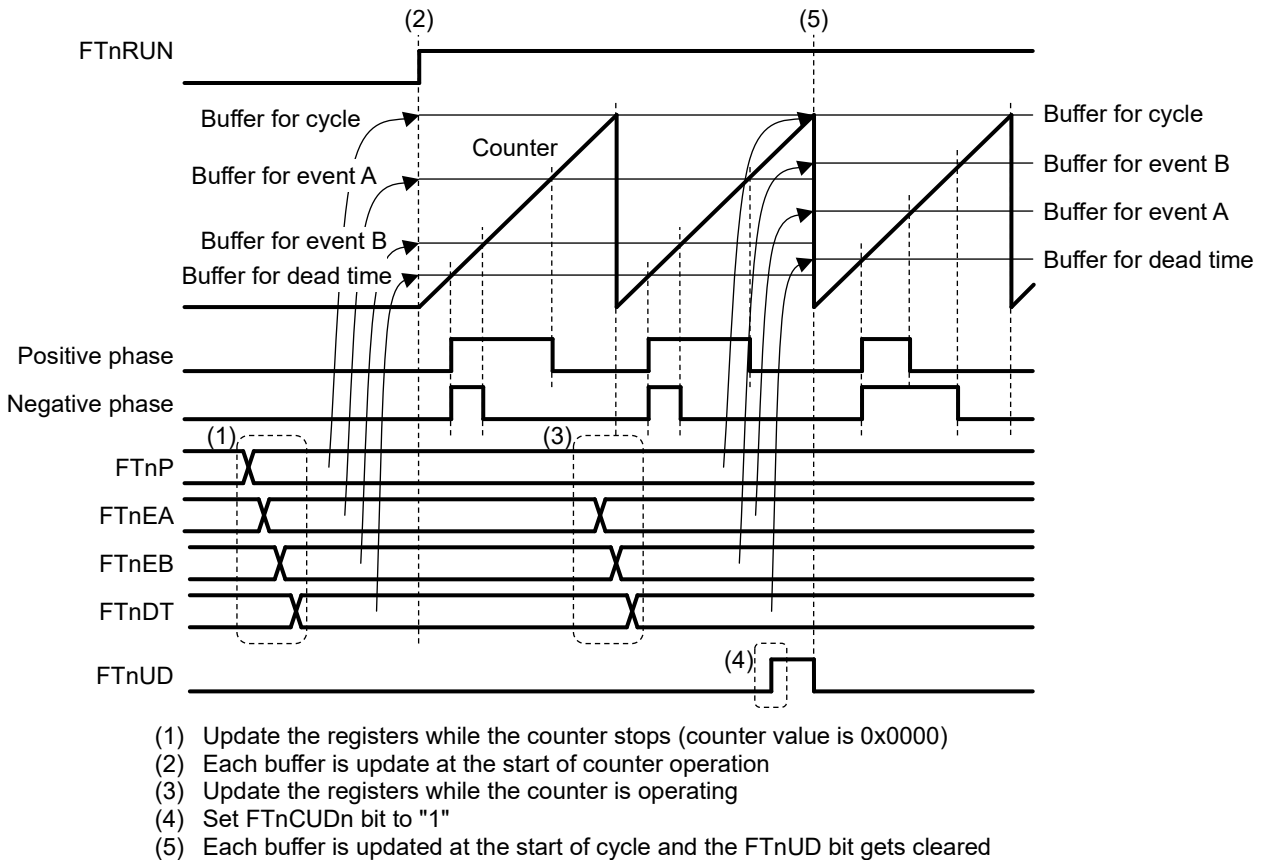 (2) (5)
FTnRUN
Buffer for cycle Buffer for cycle
Counter
Buffer for event A Buffer for event B
Buffer for event B Buffer for event A
Buffer for dead time Buffer for dead time
Positive phase
Negative phase
(1) (3)
FTnP
FTnEA
FTnEB
FTnDT
(4)
FTnUD
(1) Update the registers while the counter stops (counter value is 0x0000)
(2) Each buffer is update at the start of counter operation
(3) Update the registers while the counter is operating
(4) Set FTnCUDn bit to "1"
(5) Each buffer is updated at the start of cycle and the FTnUD bit gets cleared